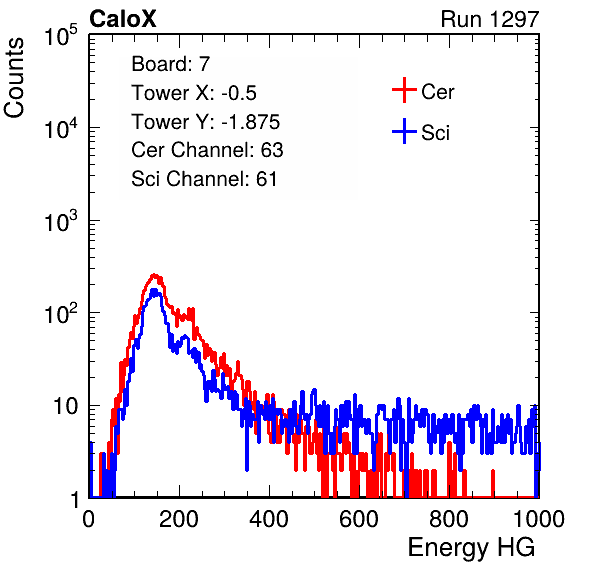 CaloX Run 1297
Counts
10^5
10^4
10^3
10^2
10
1
Board: 7
Tower X: -0.5
Tower Y: -1.875
Cer Channel: 63
Sci Channel: 61
Cer
Sci
0 200 400 600 800 1000
Energy HG